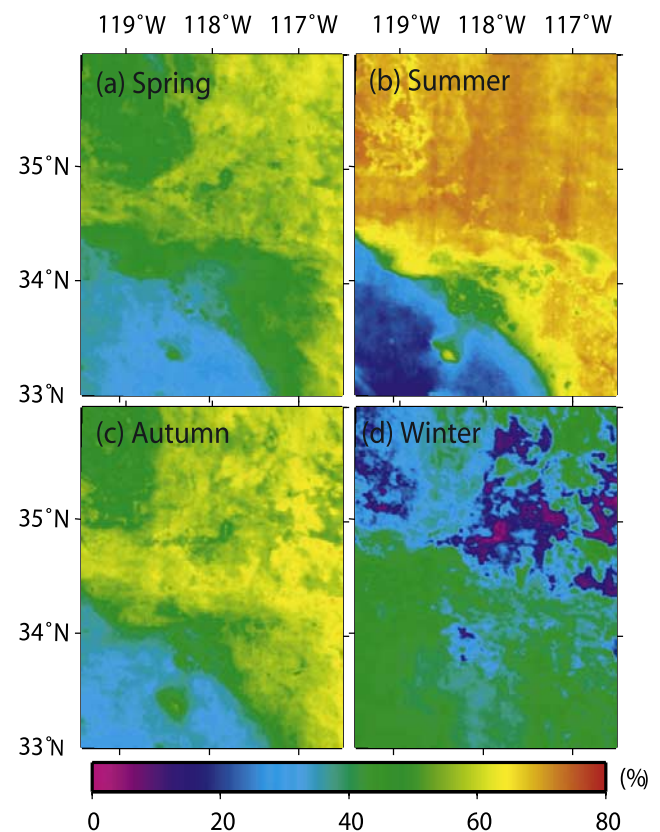 119˚W 118˚W 117˚W 119˚W 118˚W 117˚W
(a) Spring (b) Summer
35˚N
34˚N
33˚N
(c) Autumn (d) Winter
35˚N
34˚N
33˚N
(%)
0 20 40 60 80